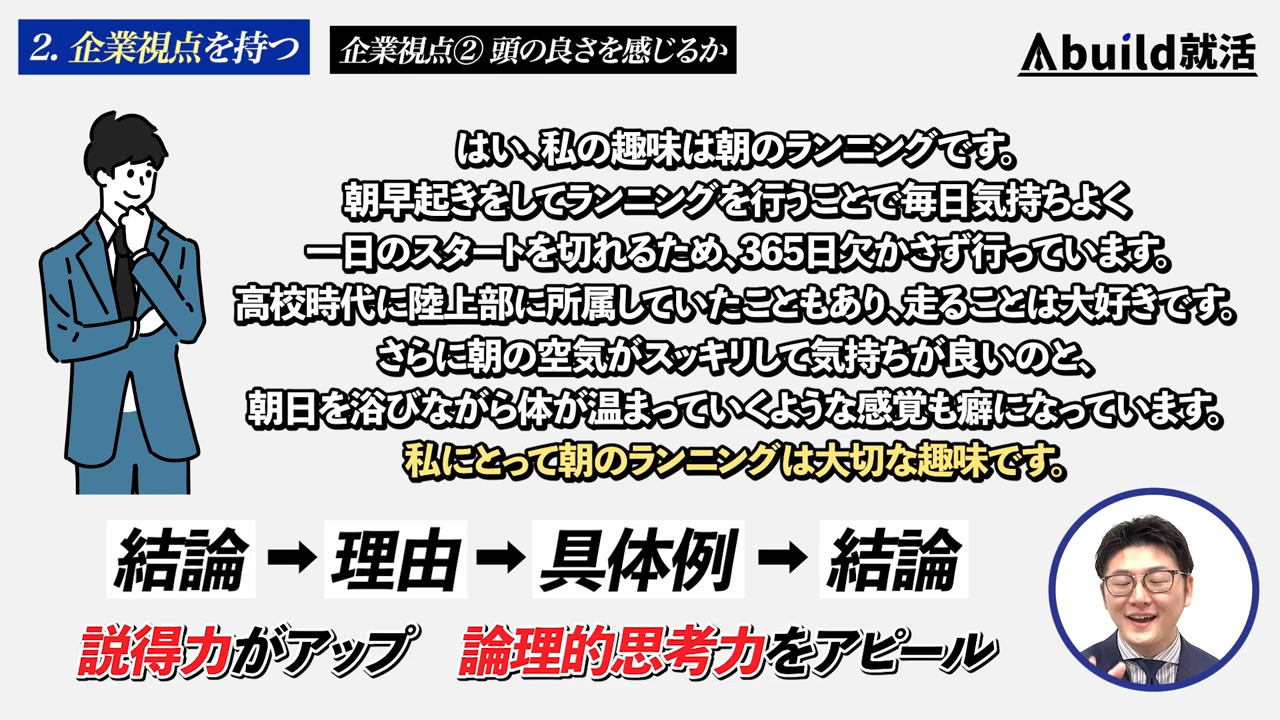 2. 企業視点を持つ
企業視点② 頭の良さを感じるか
Abuild就活
はい、私の趣味は朝のランニングです。
朝早起きをしてランニングを行うことで毎日気持ちよく
一日のスタートを切れるため、365日欠かさず行っています。
高校時代に陸上部に所属していたこともあり、走ることは大好きです。
さらに朝の空気がスッキリして気持ちが良いのと、
朝日を浴びながら体が温まっていくような感覚も癖になっています。
私にとって朝のランニングは大切な趣味です。
結論➡理由➡具体例➡結論
説得力がアップ 論理的思考力をアピール